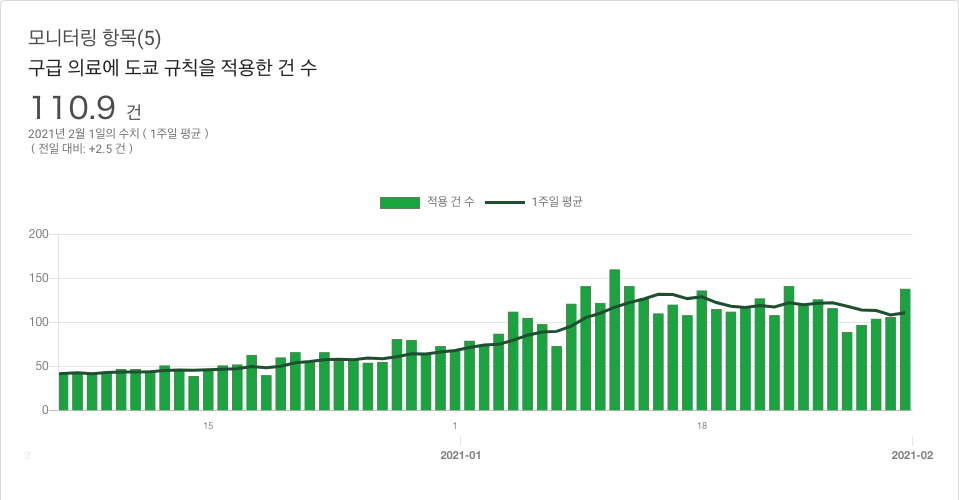 모니터링 항목(5)
구급 의료에 도쿄 규칙을 적용한 건 수
110.9 건
2021년 2월 1일의 수치 ( 1주일 평균 )
( 전일 대비: +2.5 건 )
적용 건 수 1주일 평균
200
150
100
50
0
15 1 18
2 2021-01 2021-02